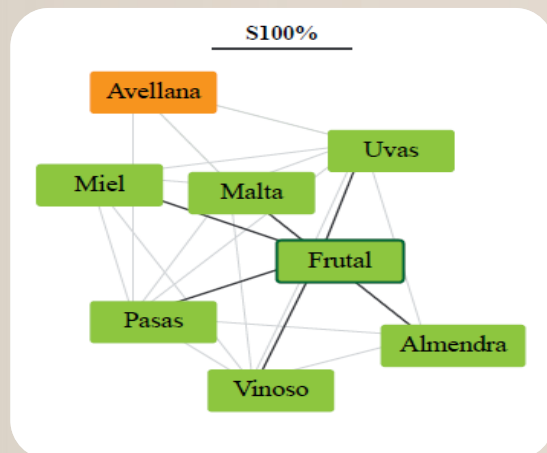 S100%
Avellana
Uvas
Miel
Malta
Frutal
Pasas
Almendra
Vinoso